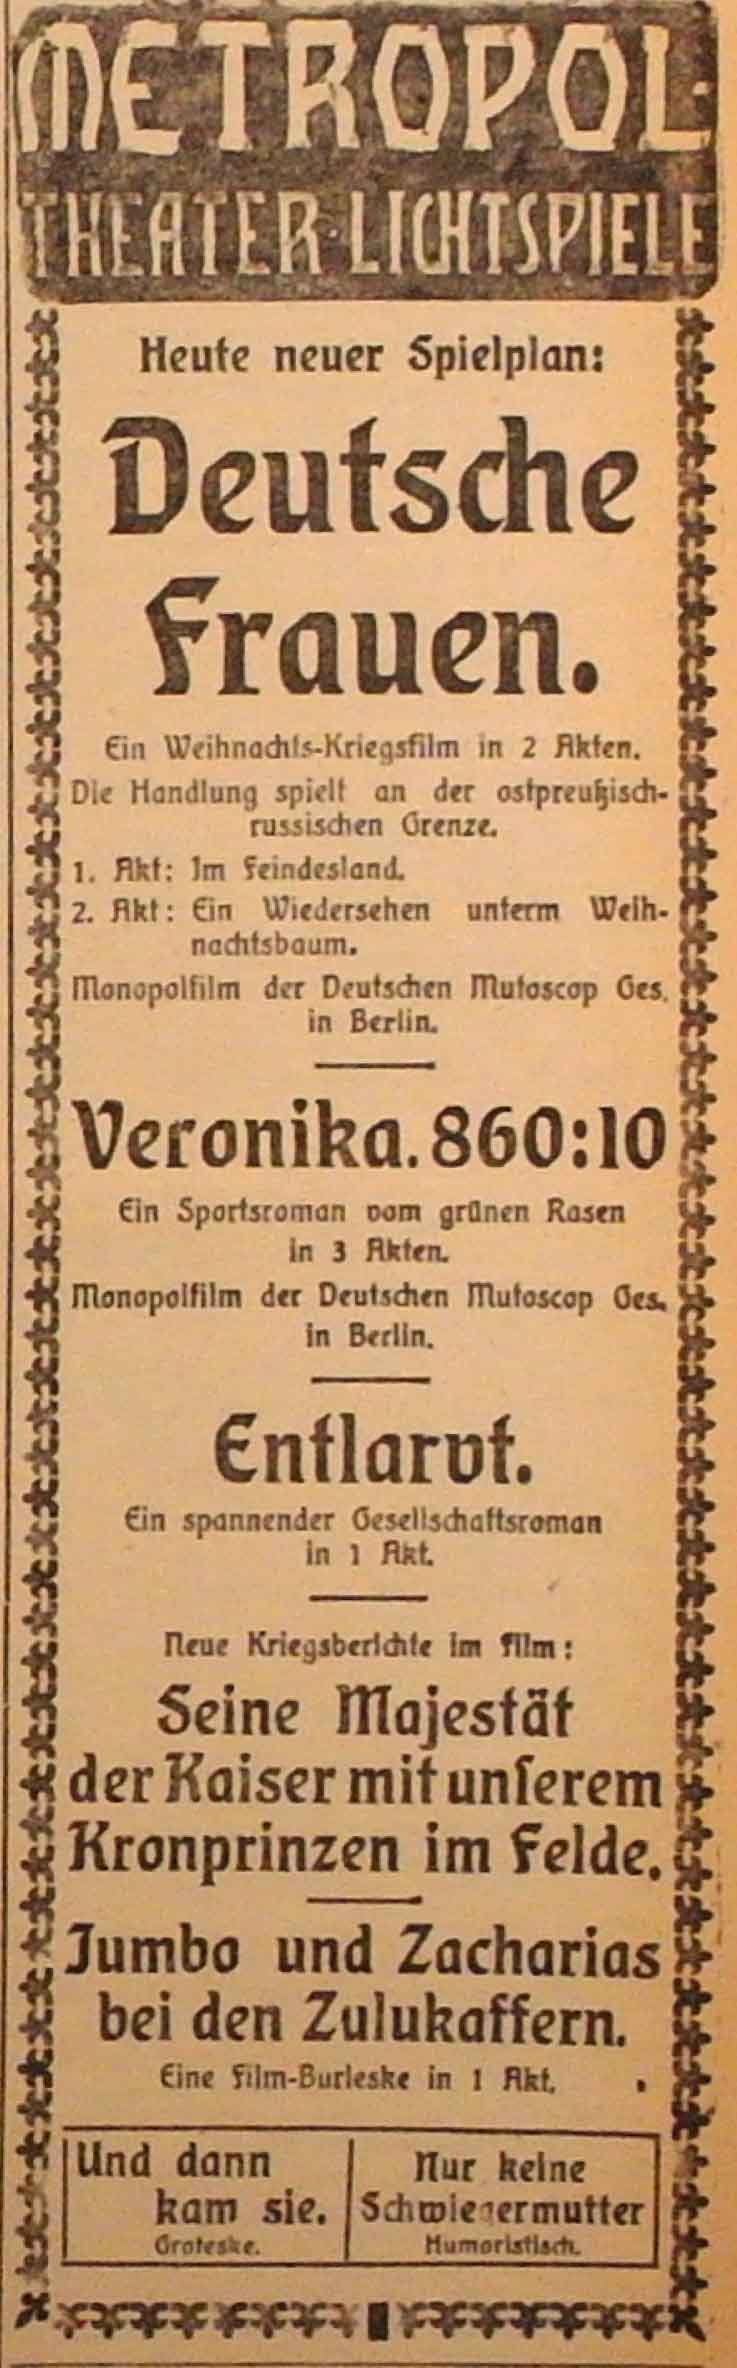 METROPOL-
THEATER-LICHTSPIELE
Heute neuer Spielplan:
Deutsche
Frauen.
Ein Weihnachts-Kriegsfilm in 2 Akten.
Die Handlung spielt an der ostpreußisch-
russischen Grenze.
1. Akt: Im Feindesland.
2. Akt: Ein Wiedersehen unterm Weih-
nachtsbaum.
Monopolfilm der Deutschen Mutoscop Ges.
in Berlin.
Veronika. 860:10
Ein Sportsroman vom grünen Rasen
in 3 Akten.
Monopolfilm der Deutschen Mutoscop Ges.
in Berlin.
Entlarvt.
Ein spannender Gesellschaftsroman
in 1 Akt.
Neue Kriegsberichte im Film:
Seine Majestät
der Kaiser mit unſerem
Kronprinzen im Felde.
Jumbo und Zacharias
bei den Zulukaffern.
Eine Film-Burleske in 1 Akt.
Und dann
kam sie.
Groteske.
Nur keine
Schwiegermutter
Humoristisch.